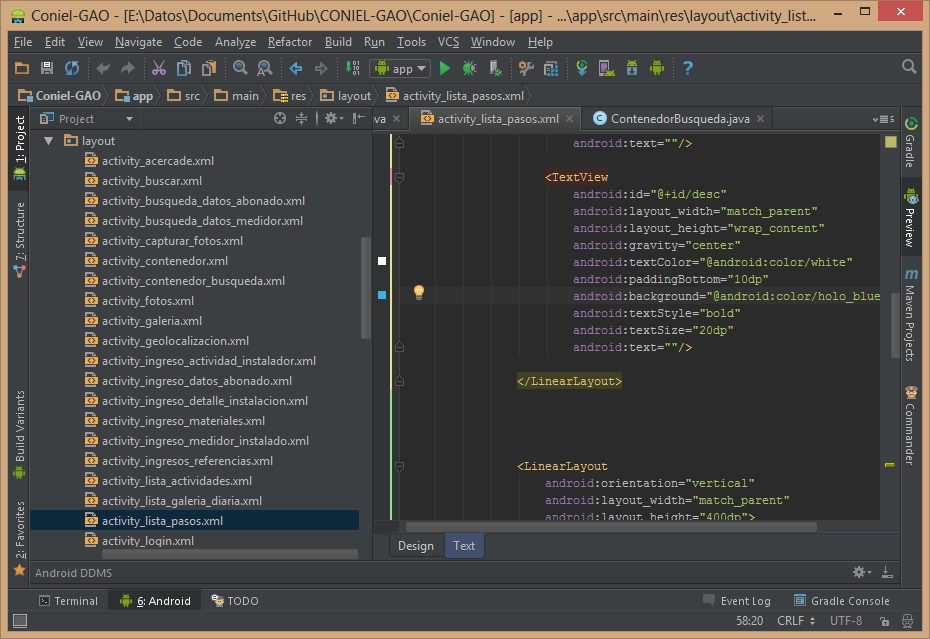 Coniel-GAO - [E:\Datos\Documents\GitHub\CONIEL-GAO\Coniel-GAO] - [app] - ...\app\src\main\res\layout\activity_list...
File Edit View Navigate Code Analyze Refactor Build Run Tools VCS Window Help
app
Coniel-GAO app src main res layout activity_lista_pasos.xml
Project
va activity_lista_pasos.xml ContenedorBusqueda.java
1: Project
7: Structure
Build Variants
2: Favorites
layout
activity_acercade.xml
activity_buscar.xml
activity_busqueda_datos_abonado.xml
activity_busqueda_datos_medidor.xml
activity_capturar_fotos.xml
activity_contenedor.xml
activity_contenedor_busqueda.xml
activity_fotos.xml
activity_galeria.xml
activity_geolocalizacion.xml
activity_ingreso_actividad_instalador.xml
activity_ingreso_datos_abonado.xml
activity_ingreso_detalle_instalacion.xml
activity_ingreso_materiales.xml
activity_ingreso_medidor_instalado.xml
activity_ingresos_referencias.xml
activity_lista_actividades.xml
activity_lista_galeria_diaria.xml
activity_lista_pasos.xml
activity_login.xml
android:text=""/>
<TextView
android:id="@+id/desc"
android:layout_width="match_parent"
android:layout_height="wrap_content"
android:gravity="center"
android:textColor="@android:color/white"
android:paddingBottom="10dp"
android:background="@android:color/holo_blue
android:textStyle="bold"
android:textSize="20dp"
android:text=""/>
</LinearLayout>
<LinearLayout
android:orientation="vertical"
android:layout_width="match_parent"
android:layout_height="400dp">
Design Text
Gradle
Preview
m Maven Projects
Commander
Android DDMS
Terminal 6: Android TODO Event Log Gradle Console
58:20 CRLF UTF-8